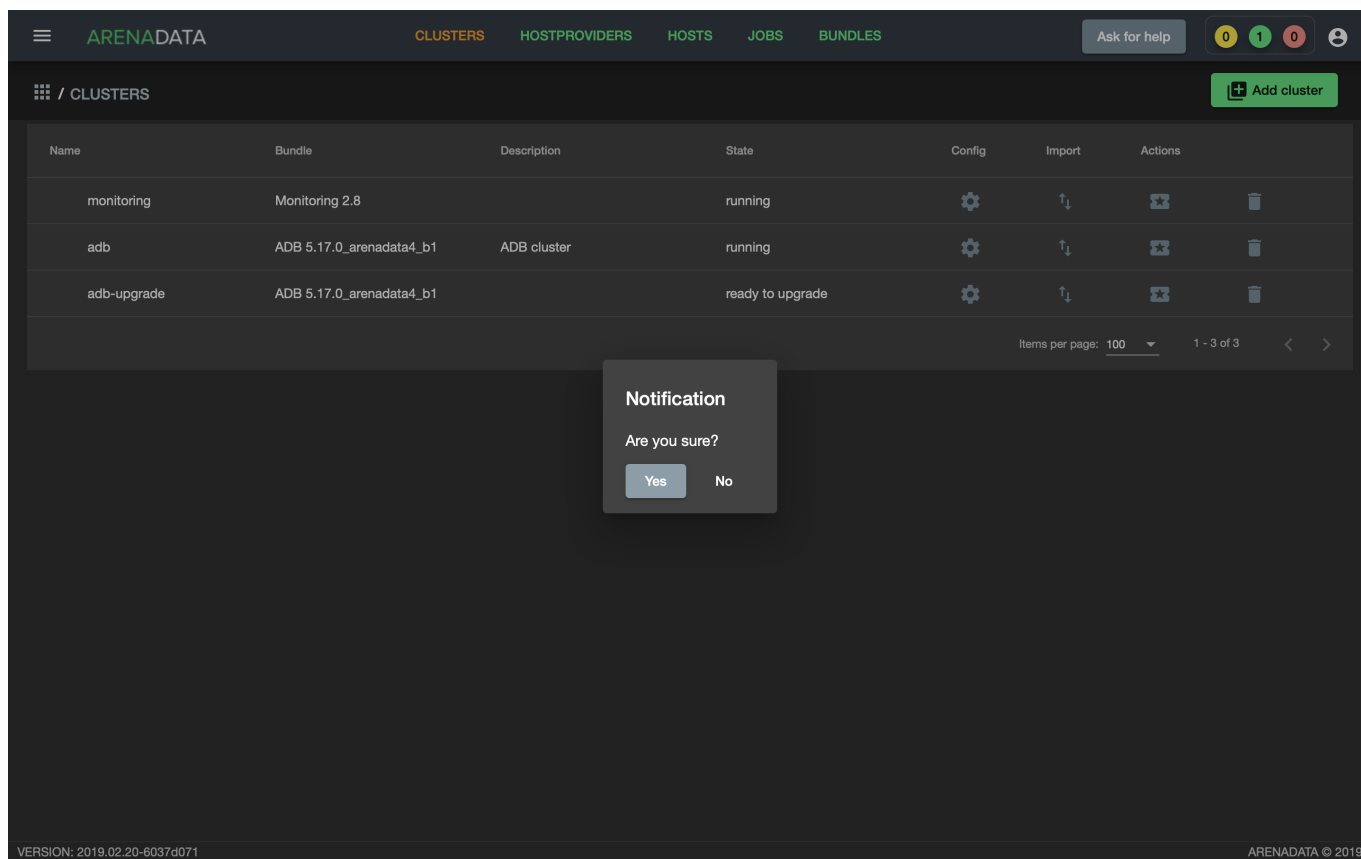 ARENADATA CLUSTERS HOSTPROVIDERS HOSTS JOBS BUNDLES Ask for help 0 1 0
/ CLUSTERS Add cluster
Name Bundle Description State Config Import Actions
monitoring Monitoring 2.8 running
adb ADB 5.17.0_arenadata4_b1 ADB cluster running
adb-upgrade ADB 5.17.0_arenadata4_b1 ready to upgrade
Items per page: 100 1 - 3 of 3
Notification
Are you sure?
Yes No
VERSION: 2019.02.20-6037d071 ARENADATA © 2019